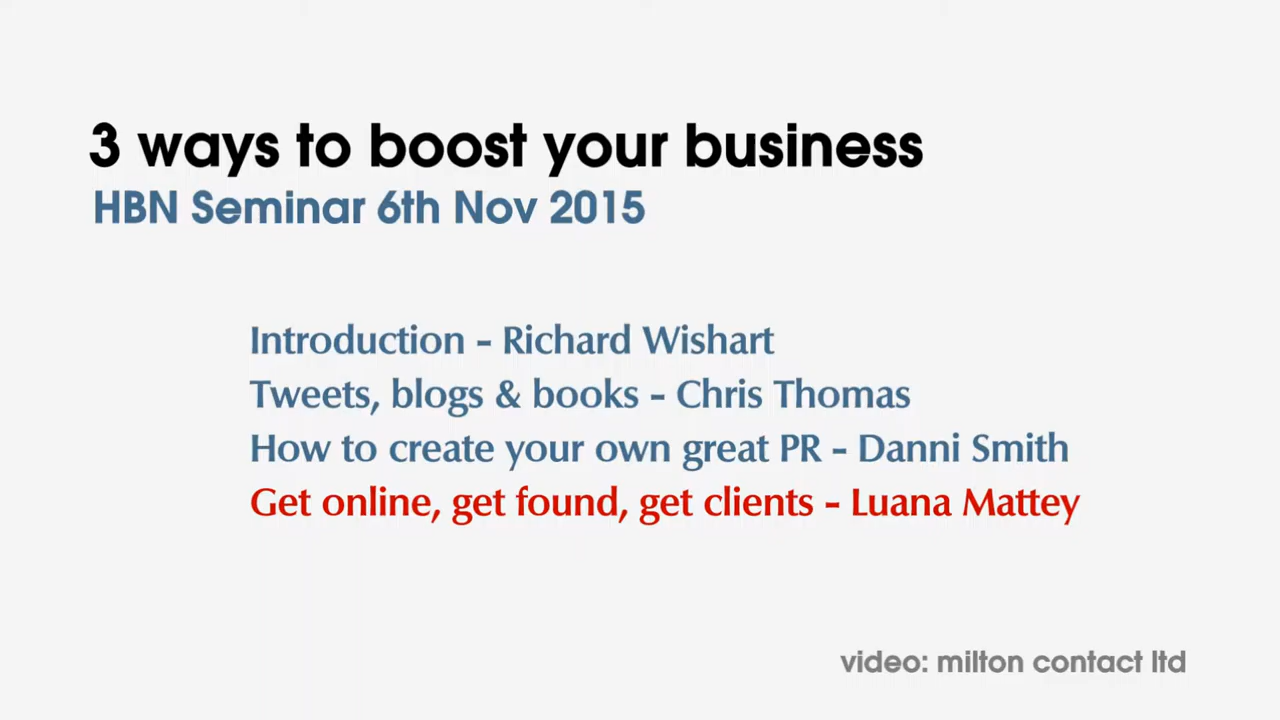 3 ways to boost your business
HBN Seminar 6th Nov 2015
Introduction - Richard Wishart
Tweets, blogs & books - Chris Thomas
How to create your own great PR - Danni Smith
Get online, get found, get clients - Luana Mattey
video: milton contact ltd